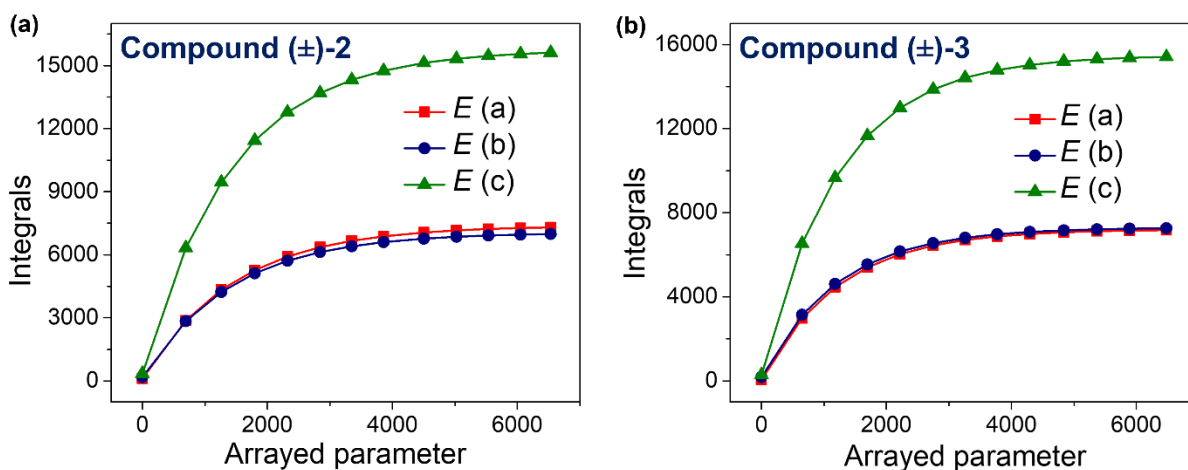 (a)
Compound (±)-2
15000
12000
9000
6000
3000
0
Integrals
E (a)
E (b)
E (c)
0
2000
4000
6000
Arrayed parameter
(b)
Compound (±)-3
16000
12000
8000
4000
0
Integrals
E (a)
E (b)
E (c)
0
2000
4000
6000
Arrayed parameter